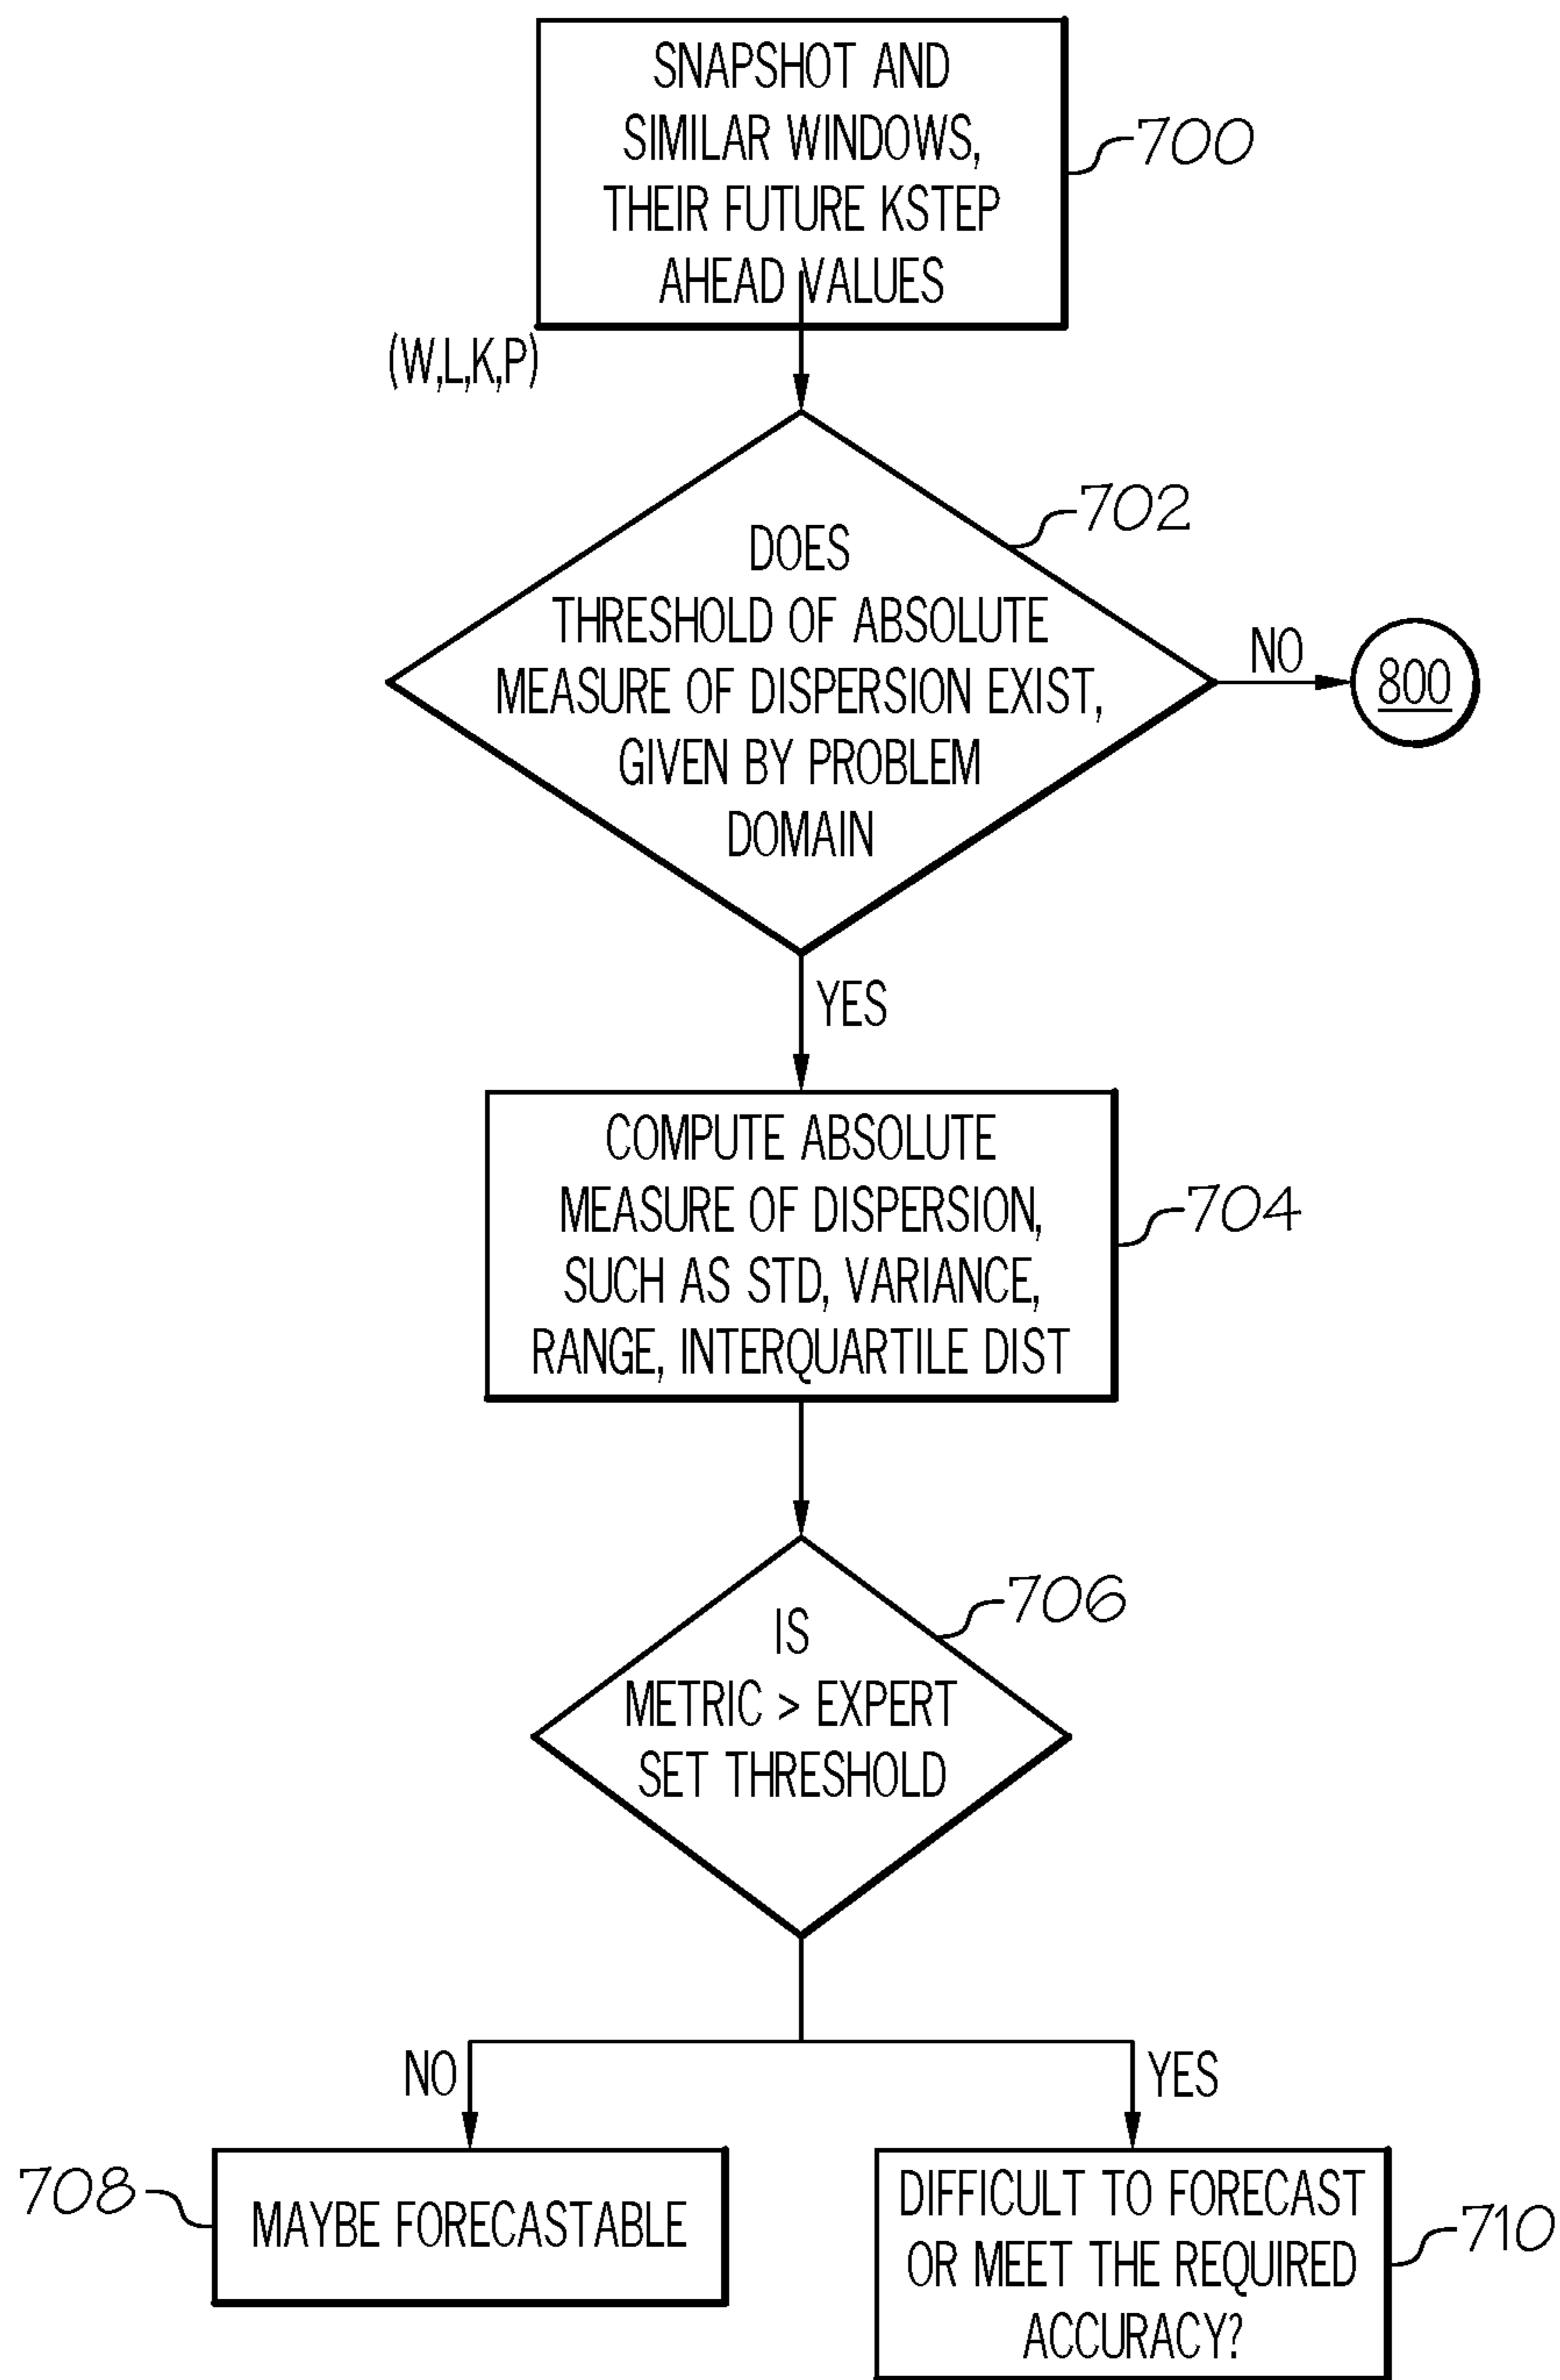 SNAPSHOT AND
SIMILAR WINDOWS,
THEIR FUTURE KSTEP
AHEAD VALUES
700
(W,L,K,P)
702
DOES
THRESHOLD OF ABSOLUTE
MEASURE OF DISPERSION EXIST,
GIVEN BY PROBLEM
DOMAIN
NO
800
YES
COMPUTE ABSOLUTE
MEASURE OF DISPERSION,
SUCH AS STD, VARIANCE,
RANGE, INTERQUARTILE DIST
704
706
IS
METRIC > EXPERT
SET THRESHOLD
NO
YES
708
MAYBE FORECASTABLE
DIFFICULT TO FORECAST
OR MEET THE REQUIRED
ACCURACY?
710